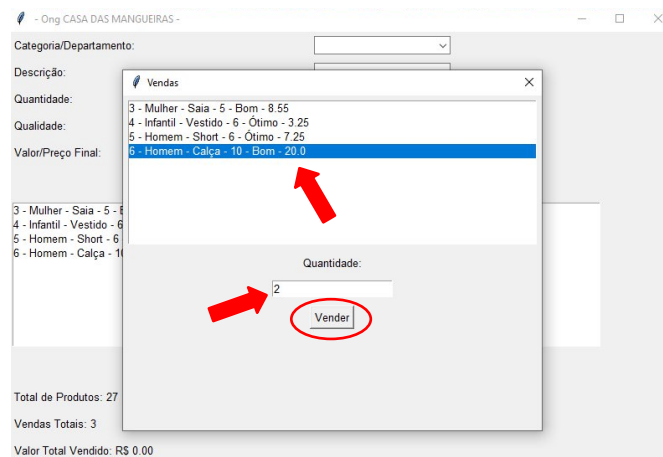 - Ong CASA DAS MANGUEIRAS -
Categoria/Departamento:
Descrição:
Quantidade:
Qualidade:
Valor/Preço Final:
3 - Mulher - Saia - 5 -
4 - Infantil - Vestido - 6
5 - Homem - Short - 6
6 - Homem - Calça -
Total de Produtos: 27
Vendas Totais: 3
Valor Total Vendido: R$ 0.00
Vendas
3 - Mulher - Saia - 5 - Bom - 8.55
4 - Infantil - Vestido - 6 - Ótimo - 3.25
5 - Homem - Short - 6 - Ótimo - 7.25
6 - Homem - Calça - 10 - Bom - 20.0
Quantidade:
2
Vender